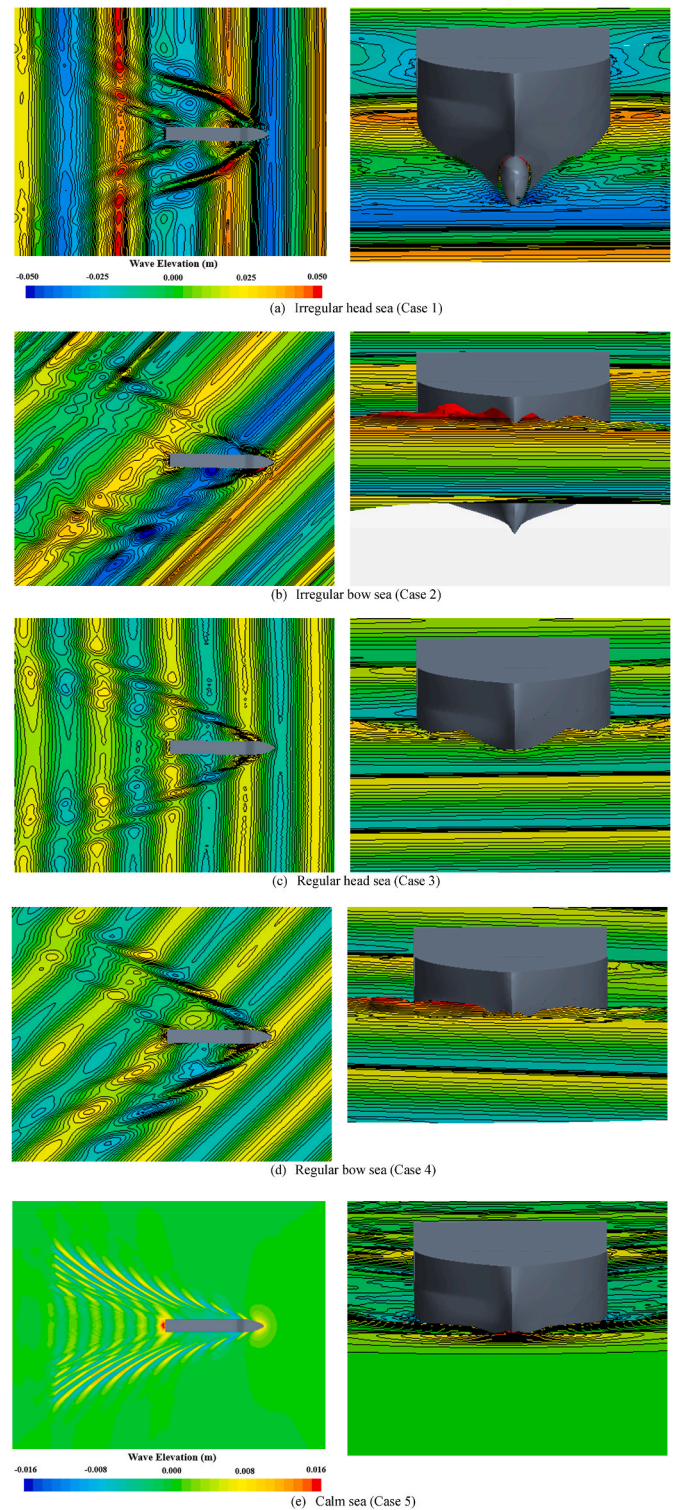 Wave Elevation (m)
-0.050 -0.025 0.000 0.025 0.050
(a) Irregular head sea (Case 1)
(b) Irregular bow sea (Case 2)
(c) Regular head sea (Case 3)
(d) Regular bow sea (Case 4)
Wave Elevation (m)
-0.016 -0.008 0.000 0.008 0.016
(e) Calm sea (Case 5)